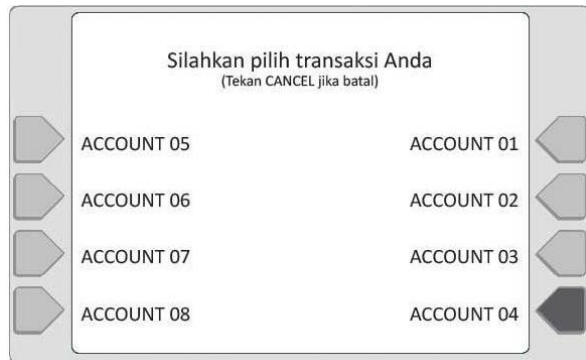 Silahkan pilih transaksi Anda
(Tekan CANCEL jika batal)
ACCOUNT 05 ACCOUNT 01
ACCOUNT 06 ACCOUNT 02
ACCOUNT 07 ACCOUNT 03
ACCOUNT 08 ACCOUNT 04